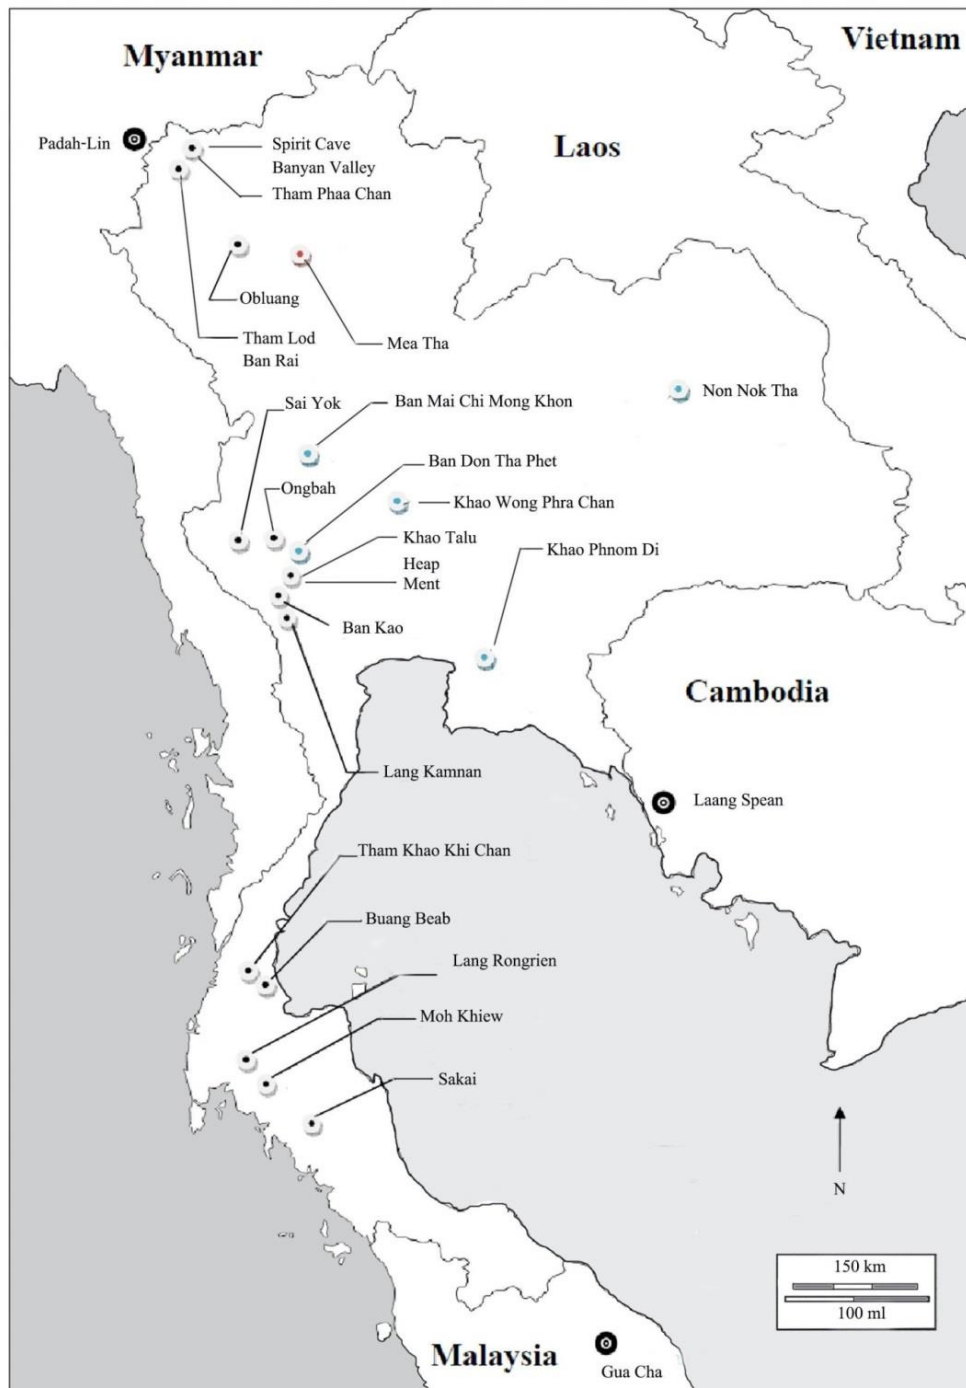 Myanmar
Vietnam
Laos
Padah-Lin
Spirit Cave
Banyan Valley
Tham Phaa Chan
Obluang
Tham Lod
Ban Rai
Mea Tha
Non Nok Tha
Sai Yok
Ban Mai Chi Mong Khon
Ban Don Tha Phet
Ongbah
Khao Wong Phra Chan
Khao Talu
Heap
Ment
Khao Phnom Di
Ban Kao
Cambodia
Lang Kamnan
Laang Spean
Tham Khao Khi Chan
Buang Beab
Lang Rongrien
Moh Khiew
Sakai
N
150 km
100 ml
Malaysia
Gua Cha